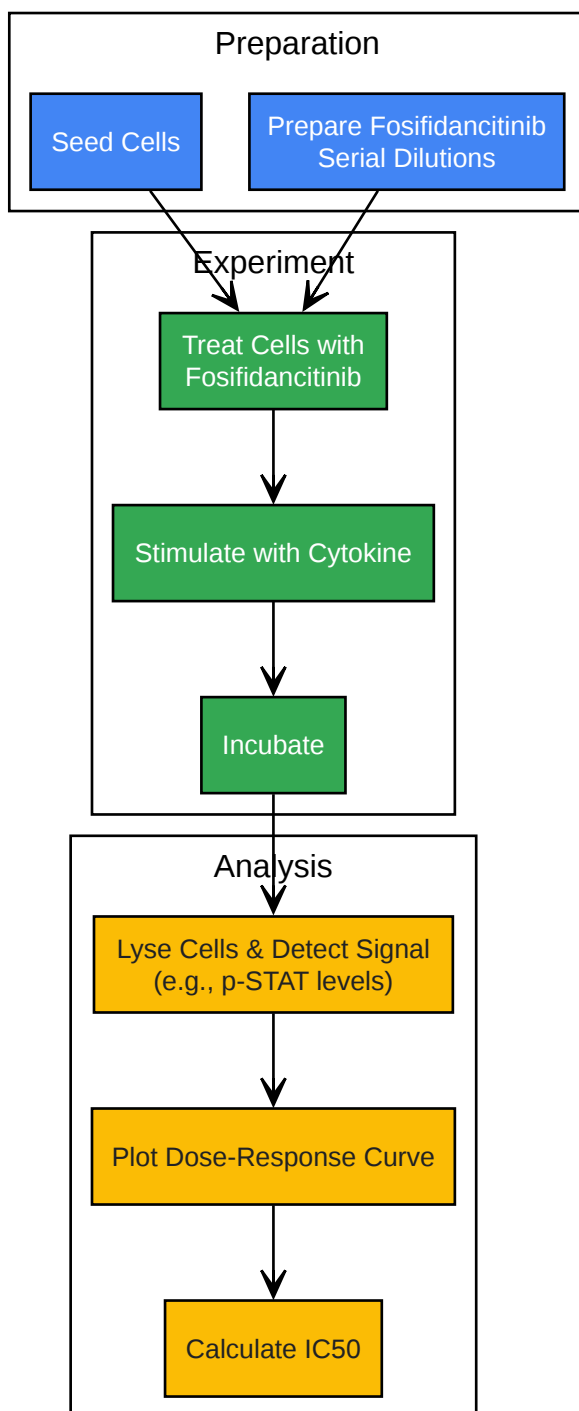 Preparation
Seed Cells
Prepare Fosifidancitinib
Serial Dilutions
Experiment
Treat Cells with
Fosifidancitinib
Stimulate with Cytokine
Incubate
Analysis
Lyse Cells & Detect Signal
(e.g., p-STAT levels)
Plot Dose-Response Curve
Calculate IC50